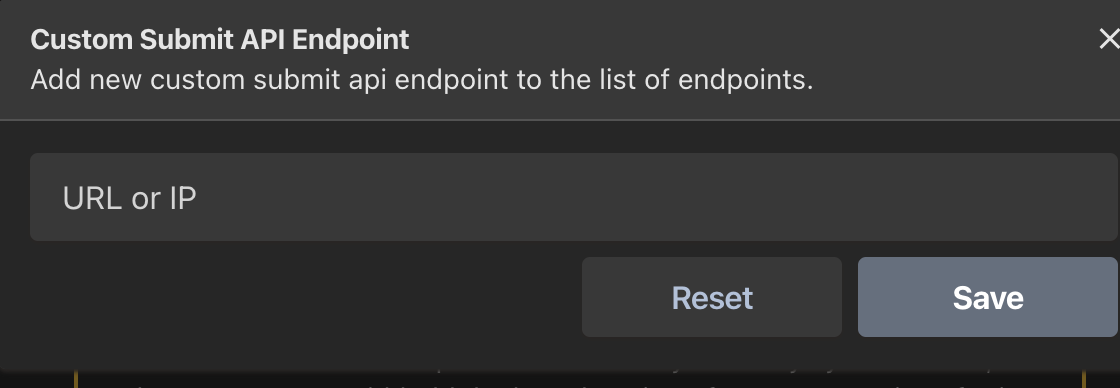 Custom Submit API Endpoint
Add new custom submit api endpoint to the list of endpoints.
URL or IP
Reset
Save